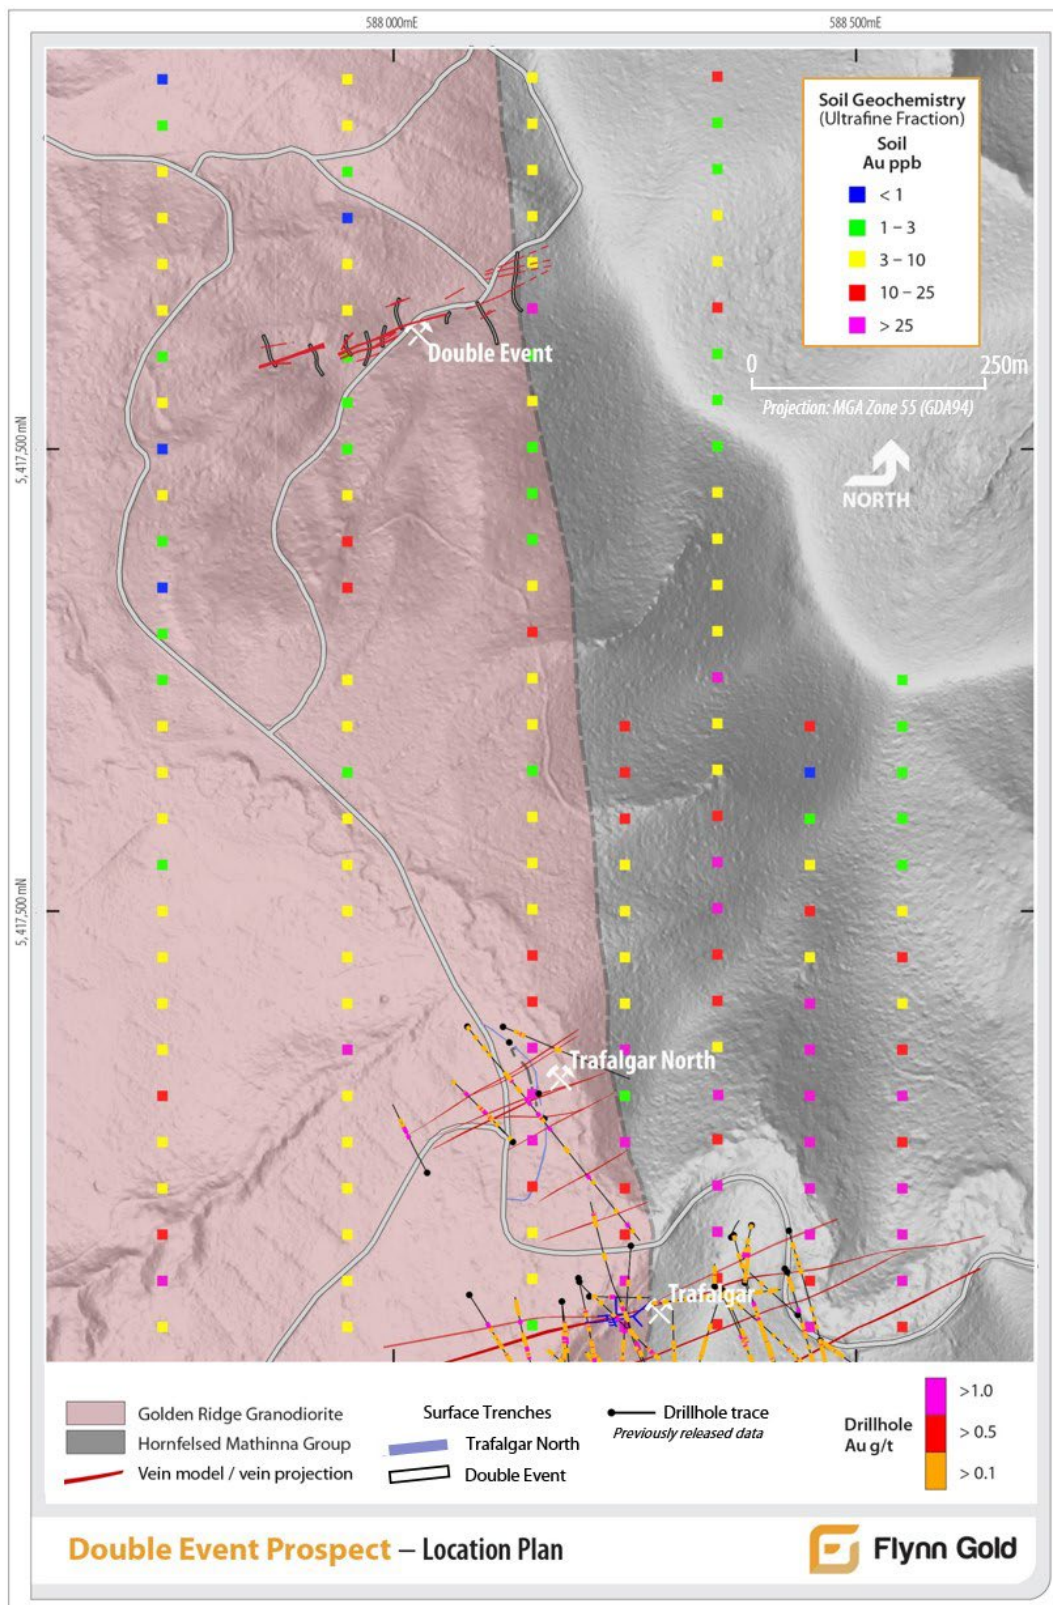 588 000mE
588 500mE
Soil Geochemistry
(Ultrafine Fraction)
Soil
Au ppb
< 1
1 – 3
3 – 10
10 – 25
> 25
Double Event
0
250m
Projection: MGA Zone 55 (GDA94)
5, 417,500 mN
NORTH
5, 417,500 mN
Trafalgar North
Trafalgar
Golden Ridge Granodiorite
Hornfelsed Mathinna Group
Vein model / vein projection
Surface Trenches
Trafalgar North
Double Event
Drillhole trace
Previously released data
Drillhole
Au g/t
>1.0
> 0.5
> 0.1
Double Event Prospect – Location Plan
Flynn Gold